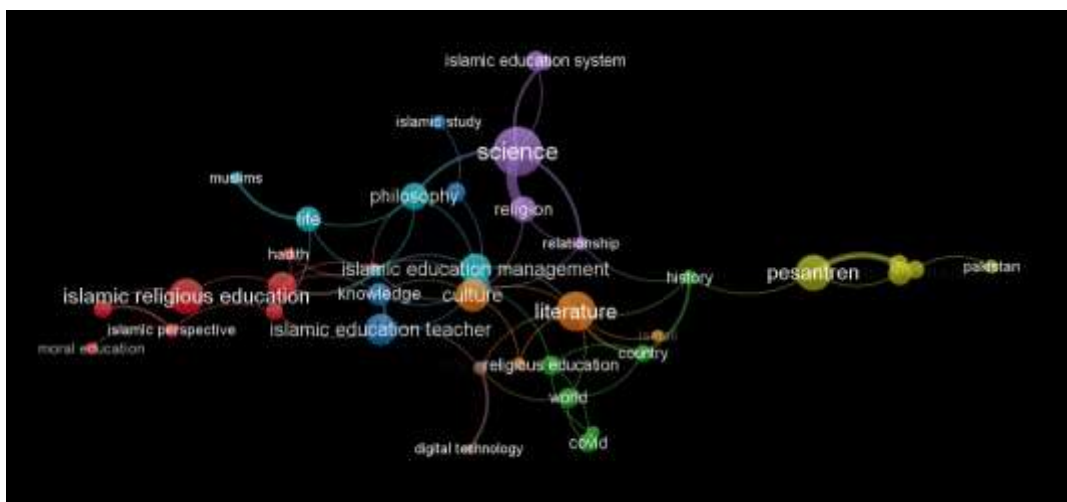 islamic education system
islamic study
science
muslims
philosophy
life
religion
relationship
hadith
islamic education management
history
pesantren
pakistan
islamic religious education
knowledge
culture
literature
islamic perspective
islamic education teacher
moral education
religious education
country
world
digital technology
covid